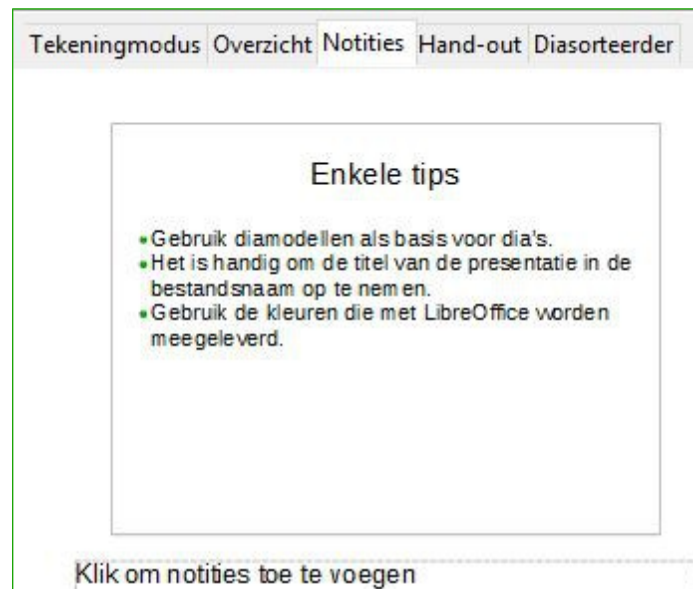 Tekeningmodus Overzicht Notities Hand-out Diasorteerder
Enkele tips
•Gebruik diamodellen als basis voor dia's.
•Het is handig om de titel van de presentatie in de
bestandsnaam op te nemen.
•Gebruik de kleuren die met LibreOffice worden
meegeleverd.
Klik om notities toe te voegen